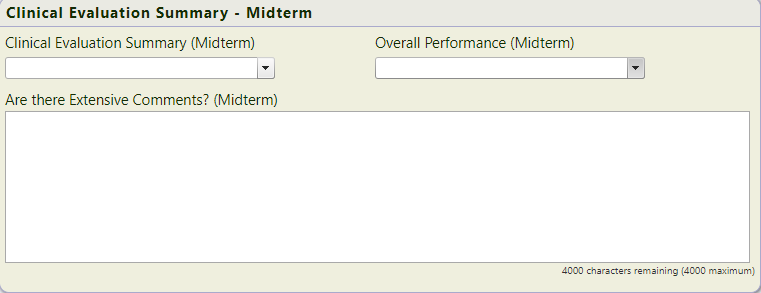 Clinical Evaluation Summary - Midterm
Clinical Evaluation Summary (Midterm) Overall Performance (Midterm)
Are there Extensive Comments? (Midterm)
4000 characters remaining (4000 maximum)